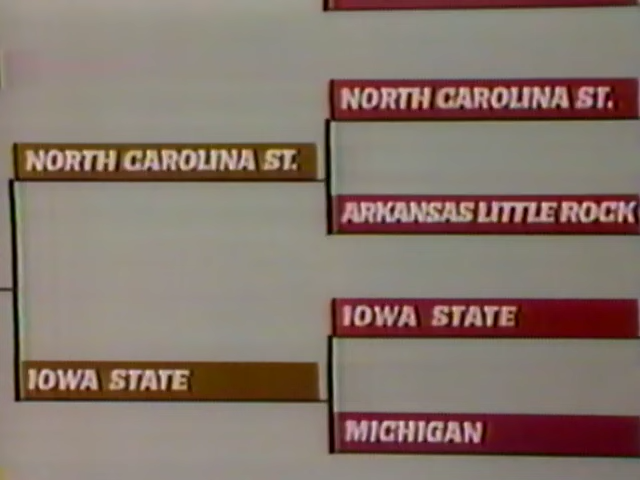 NORTH CAROLINA ST.
NORTH CAROLINA ST.
ARKANSAS LITTLE ROCK
IOWA STATE
IOWA STATE
MICHIGAN